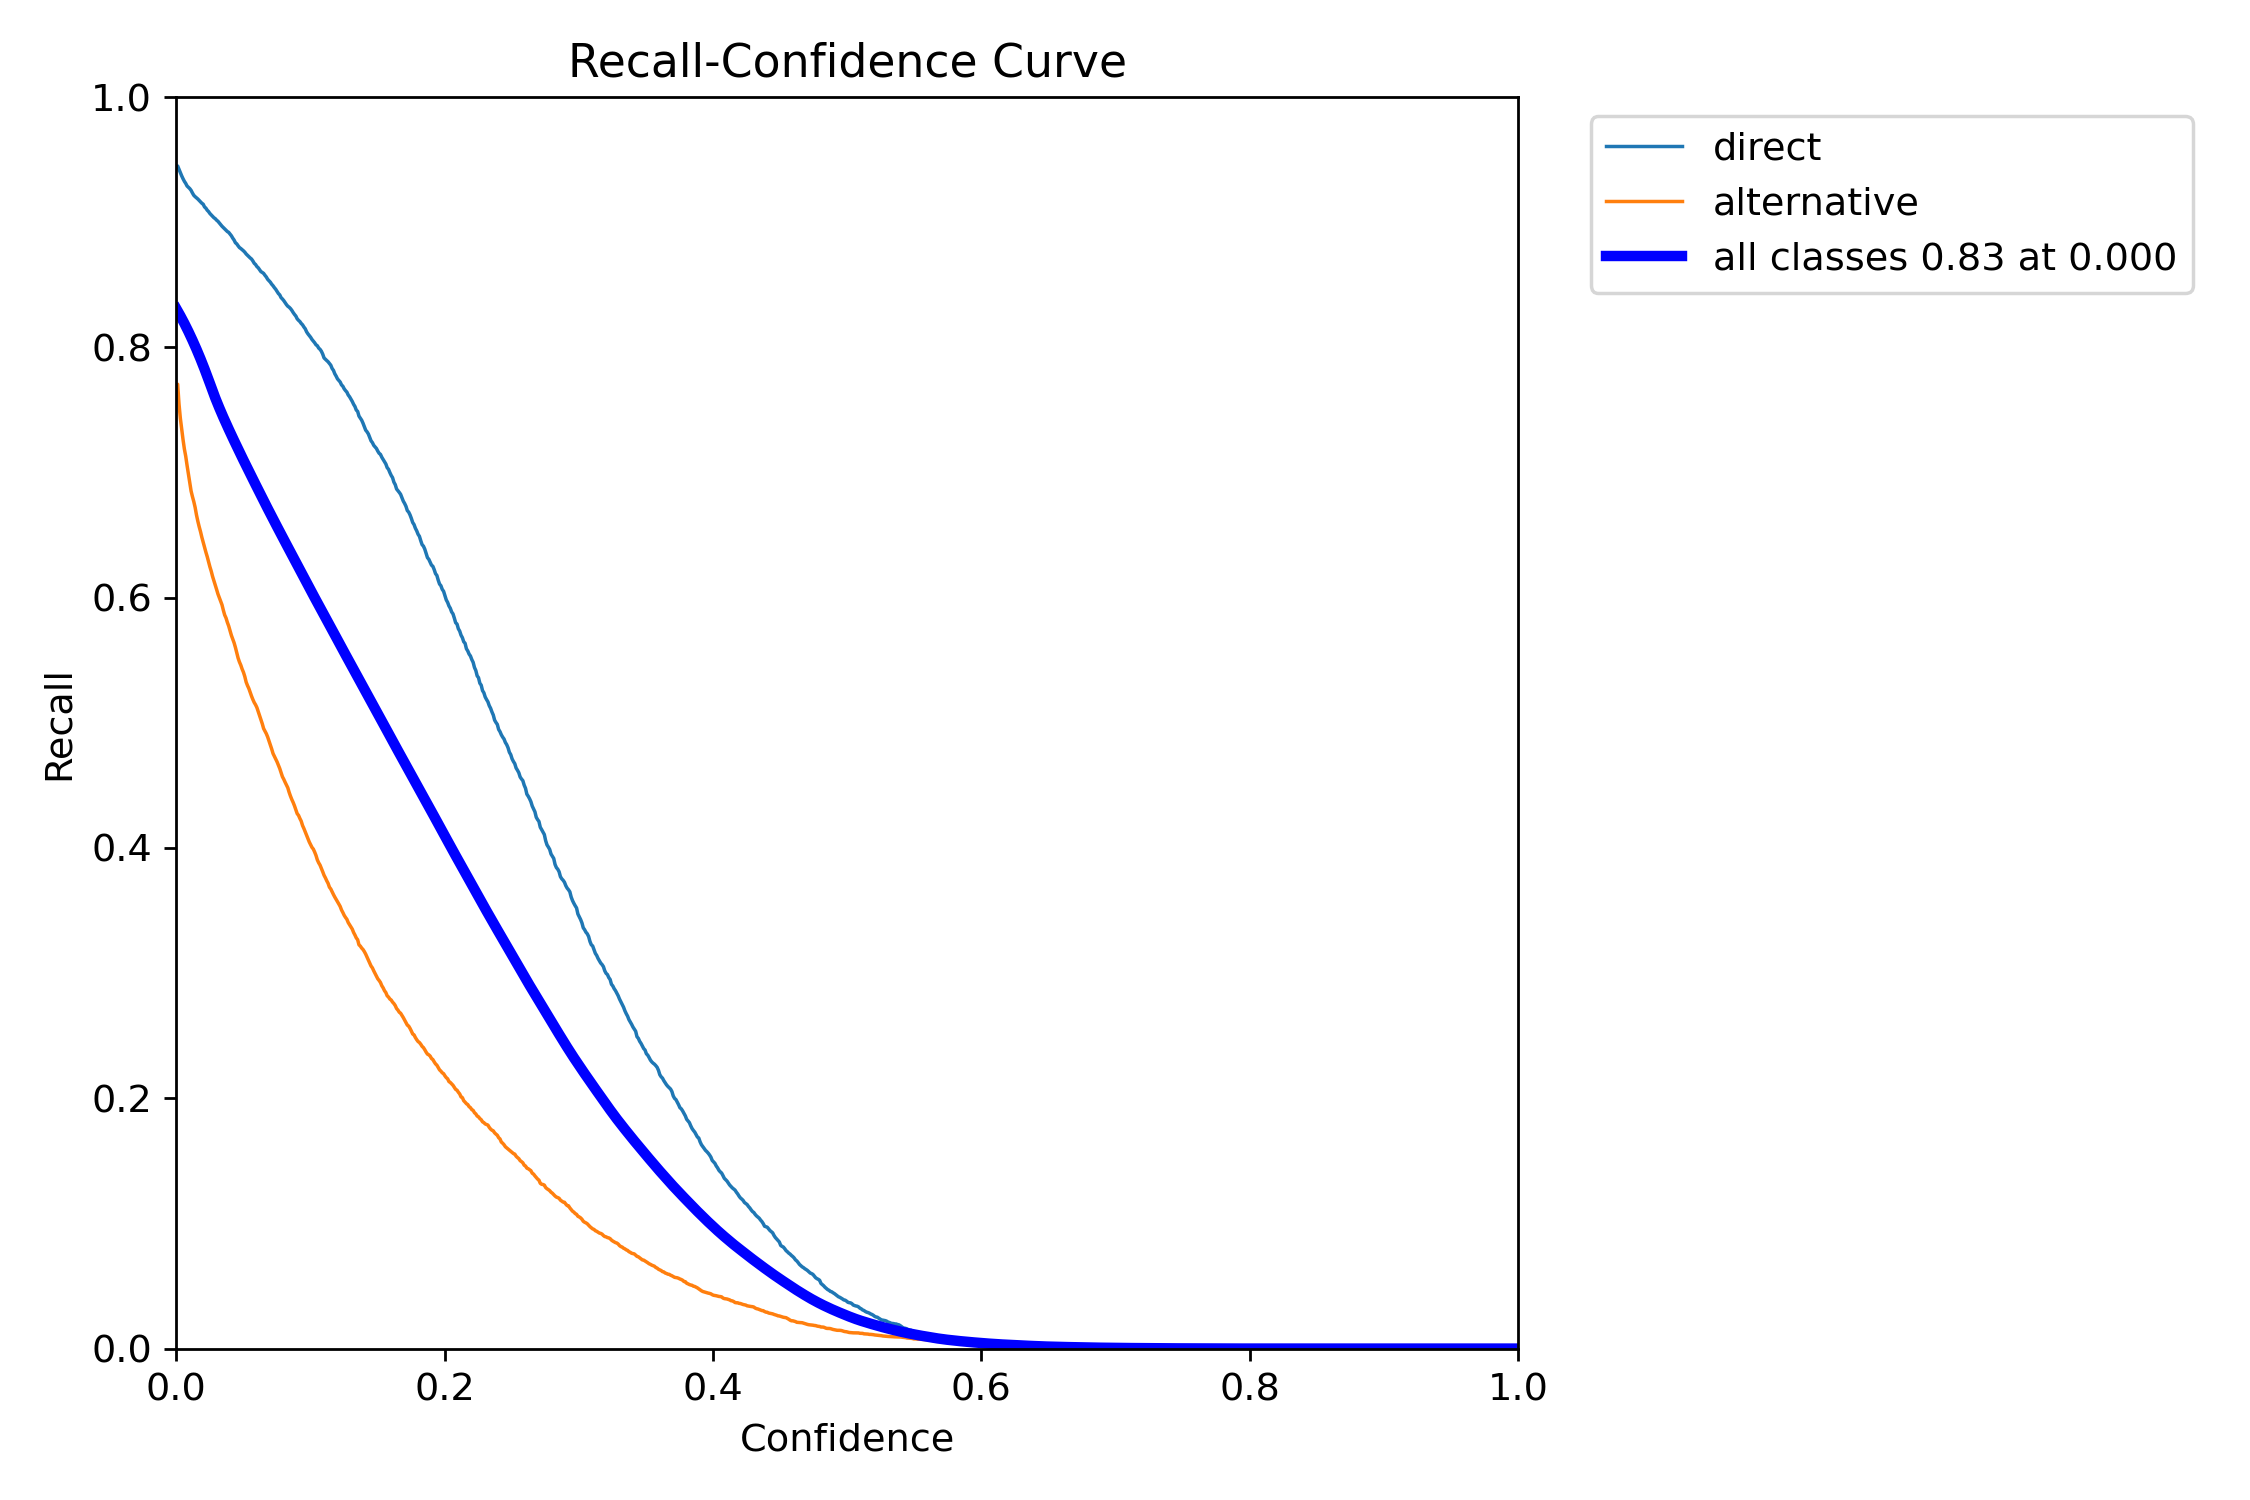 Recall-Confidence Curve
1.0
0.8
0.6
0.4
0.2
0.0
Recall
0.0 0.2 0.4 0.6 0.8 1.0
Confidence
direct
alternative
all classes 0.83 at 0.000